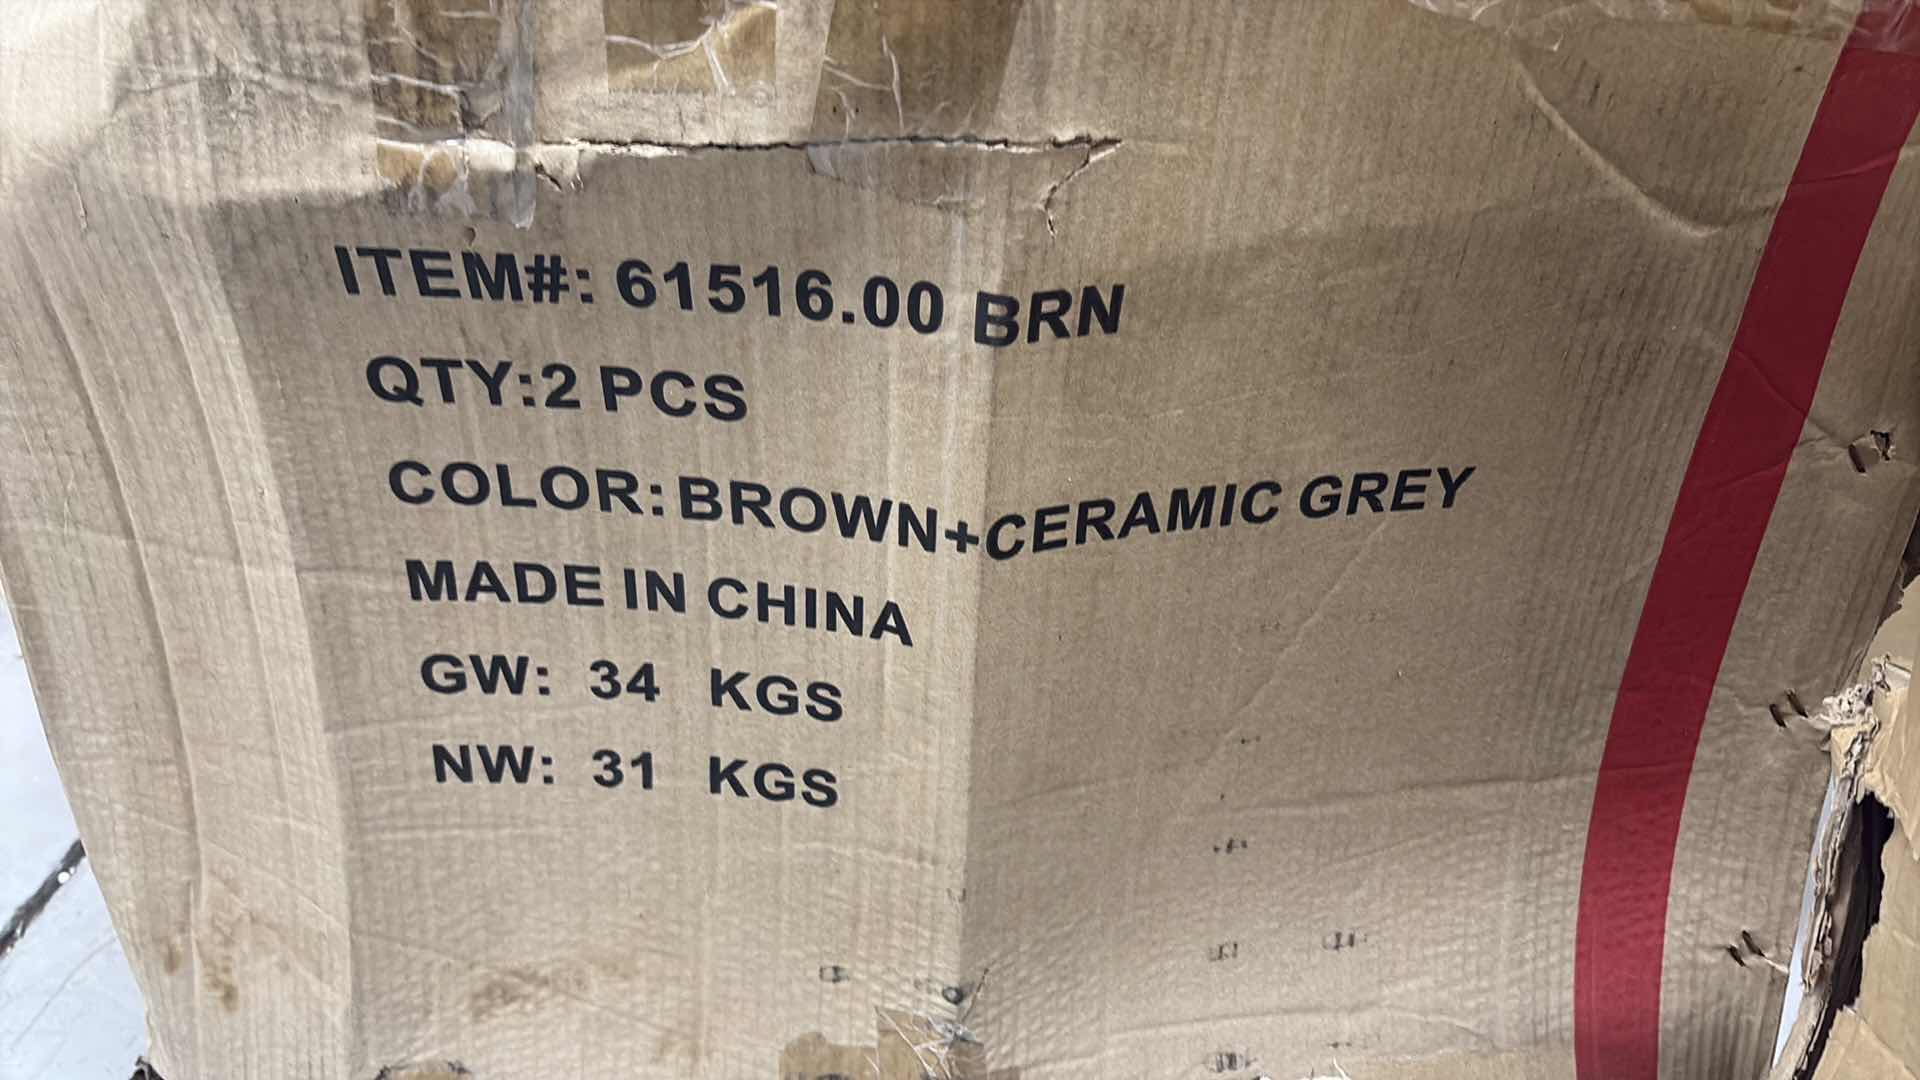 ITEM#: 61516.00 BRN
QTY:2 PCS
COLOR:BROWN+CERAMIC GREY
MADE IN CHINA
GW: 34 KGS
NW: 31 KGS